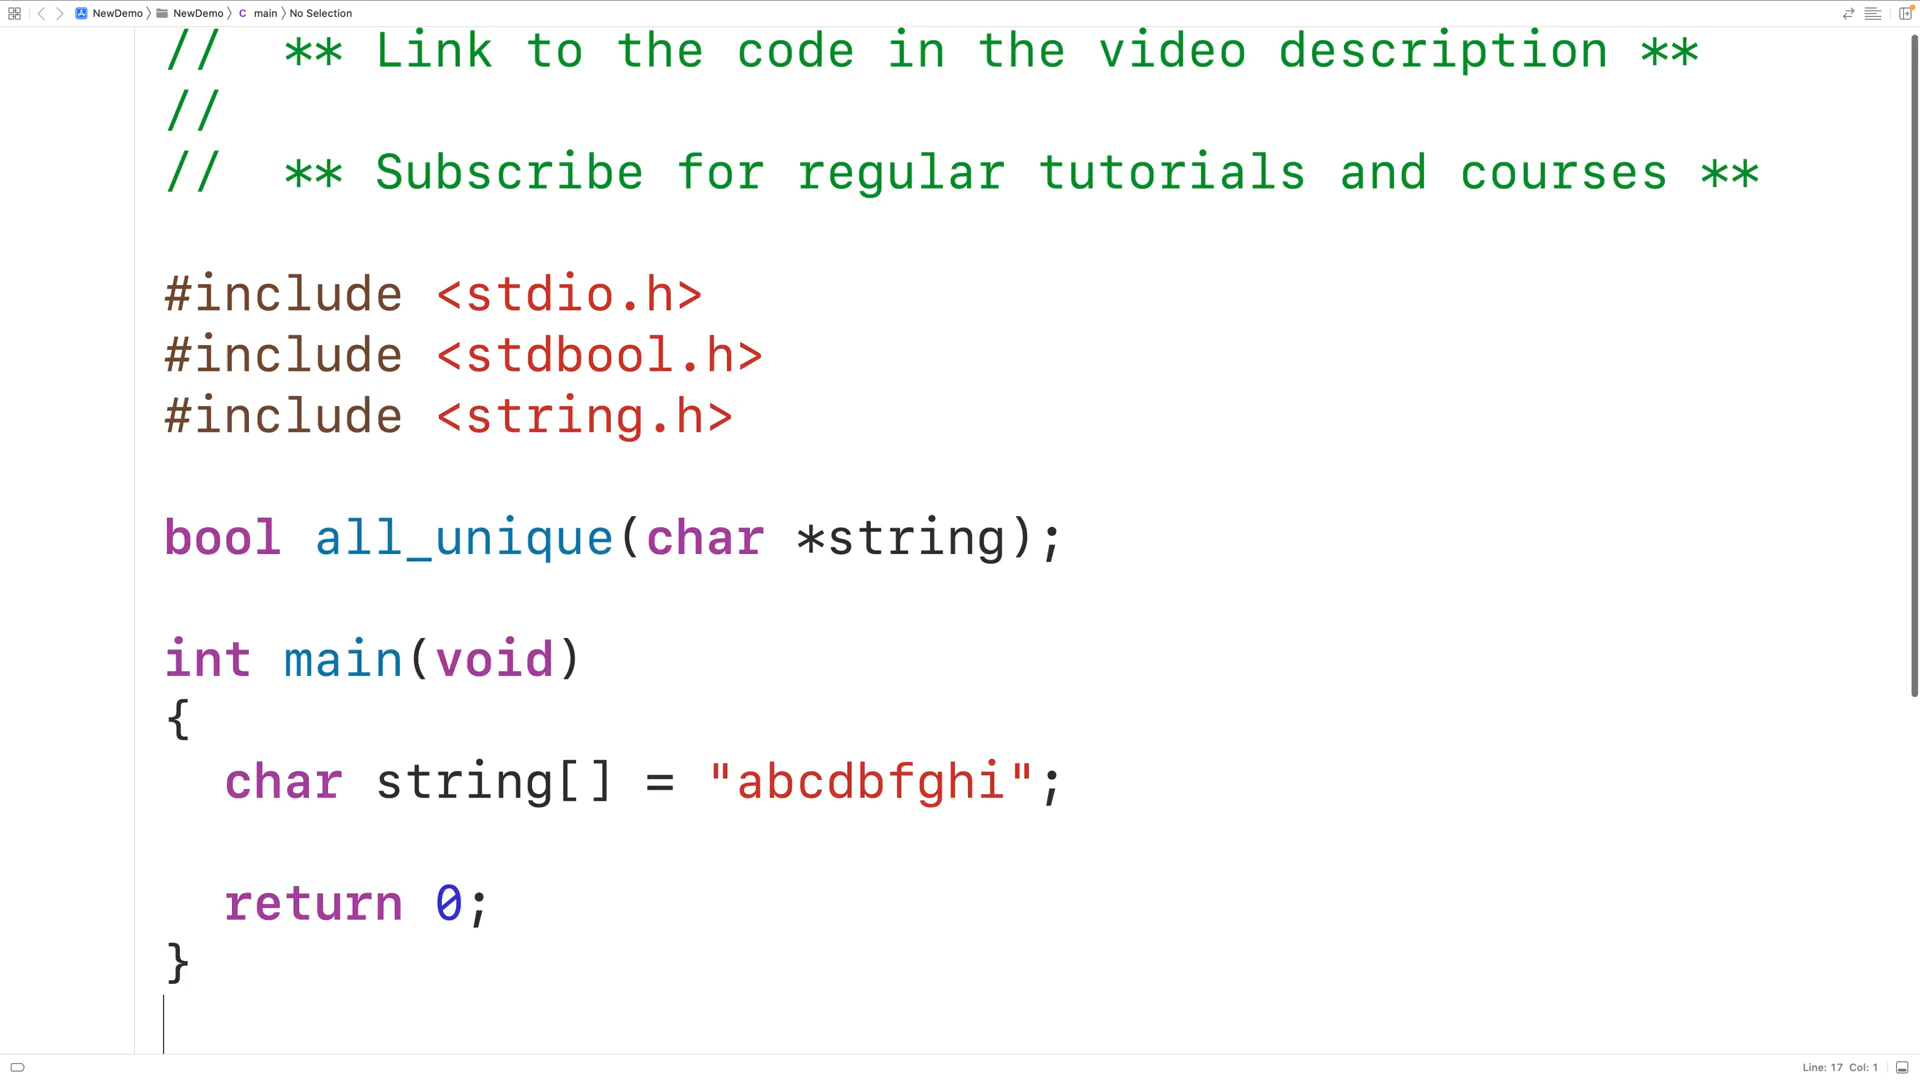 NewDemo NewDemo C main No Selection
// ** Link to the code in the video description **
//
// ** Subscribe for regular tutorials and courses **
#include <stdio.h>
#include <stdbool.h>
#include <string.h>
bool all_unique(char *string);
int main(void)
{
char string[] = "abcdbfghi";
return 0;
}
Line: 17 Col: 1